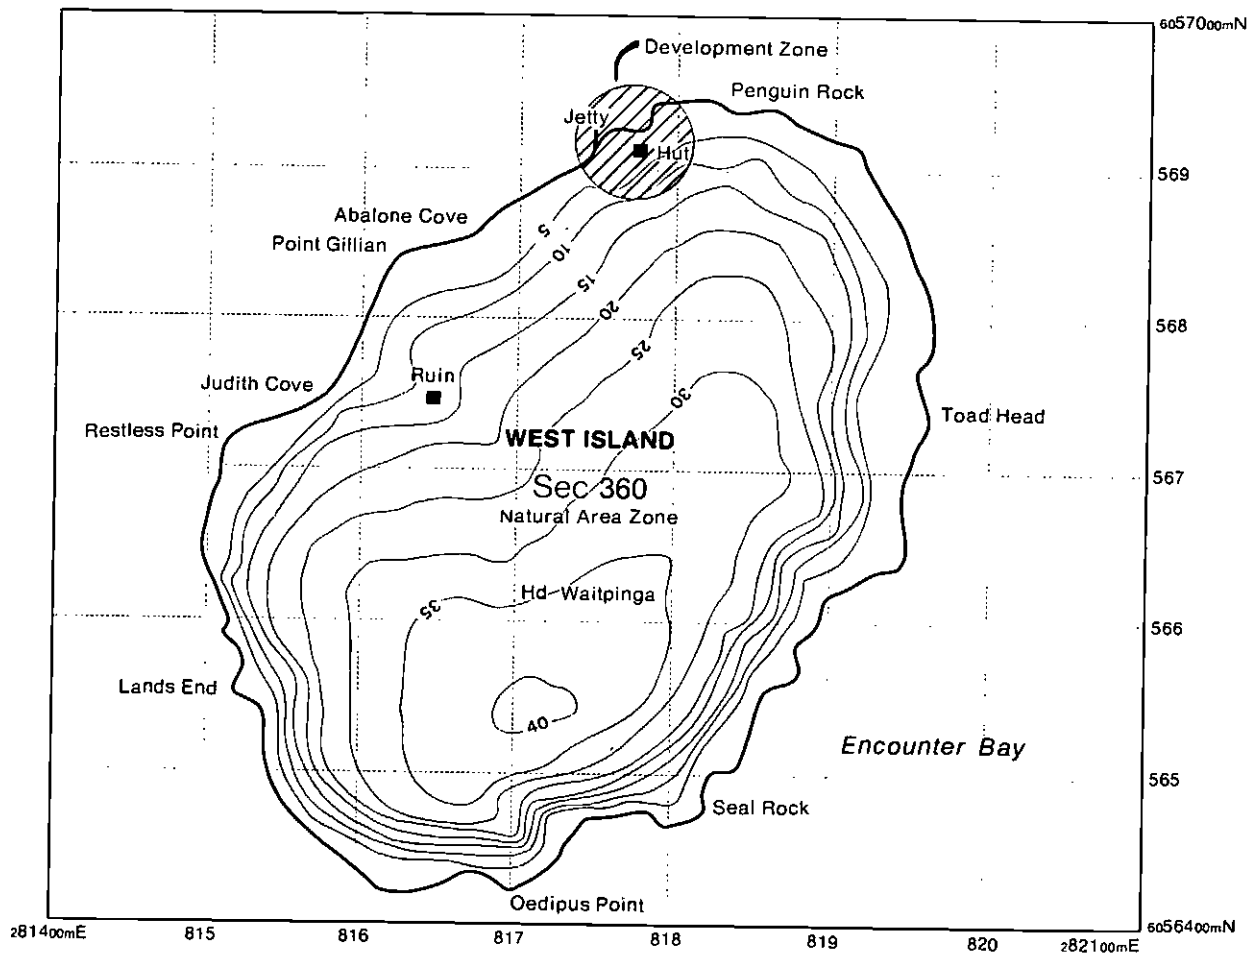 6057000mN
Development Zone
Penguin Rock
Jetty
Hut
569
Abalone Cove
Point Gillian
5
10
15
20
568
25
Ruin
Judith Cove
30
Restless Point
Toad Head
WEST ISLAND
567
Sec 360
Natural Area Zone
Hd Waitpinga
35
566
Lands End
40
Encounter Bay
565
Seal Rock
Oedipus Point
6056400mN
281400mE
815
816
817
818
819
820
282100mE